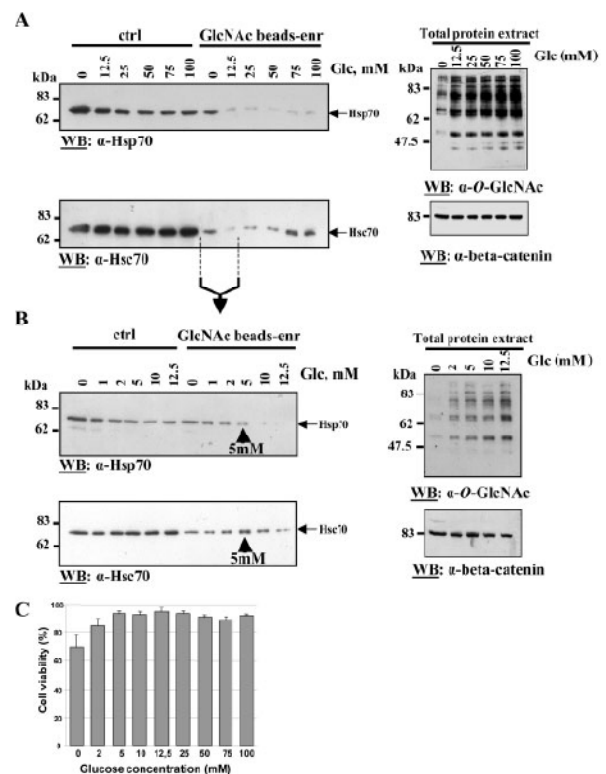 A
ctrl
GlcNAc beads-enr
Glc, mM
0 12.5 25 50 75 100 0 12.5 25 50 75 100
kDa
83
62
Hsp70
WB: α-Hsp70
83
62
Hsc70
WB: α-Hsc70
Total protein extract
Glc (mM)
0 12.5 25 50 75 100
kDa
83
62
47.5
WB: α-O-GlcNAc
83
WB: α-beta-catenin
B
ctrl
GlcNAc beads-enr
Glc, mM
0 1 2 5 10 12.5 0 1 2 5 10 12.5
kDa
83
62
Hsp70
5mM
WB: α-Hsp70
83
62
Hsc70
5mM
WB: α-Hsc70
Total protein extract
Glc (mM)
0 2 5 10 12.5
kDa
83
62
47.5
WB: α-O-GlcNAc
83
WB: α-beta-catenin
C
Cell viability (%)
100
80
60
40
20
0
0 2 5 10 12,5 25 50 75 100
Glucose concentration (mM)